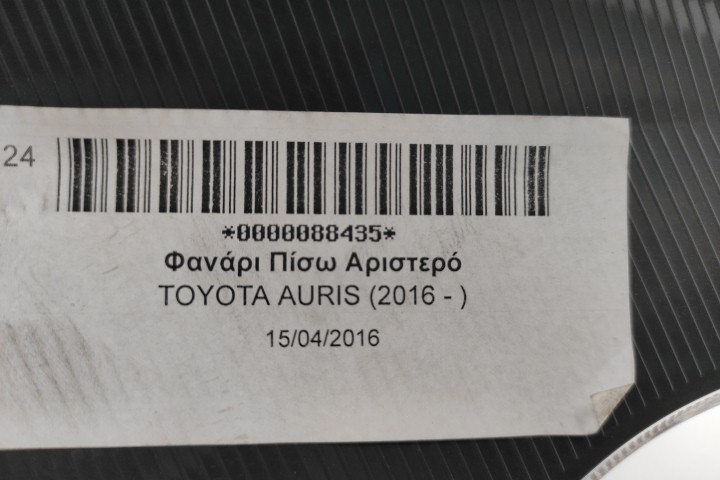 24
*0000088435*
Φανάρι Πίσω Αριστερό
TOYOTA AURIS (2016 - )
15/04/2016